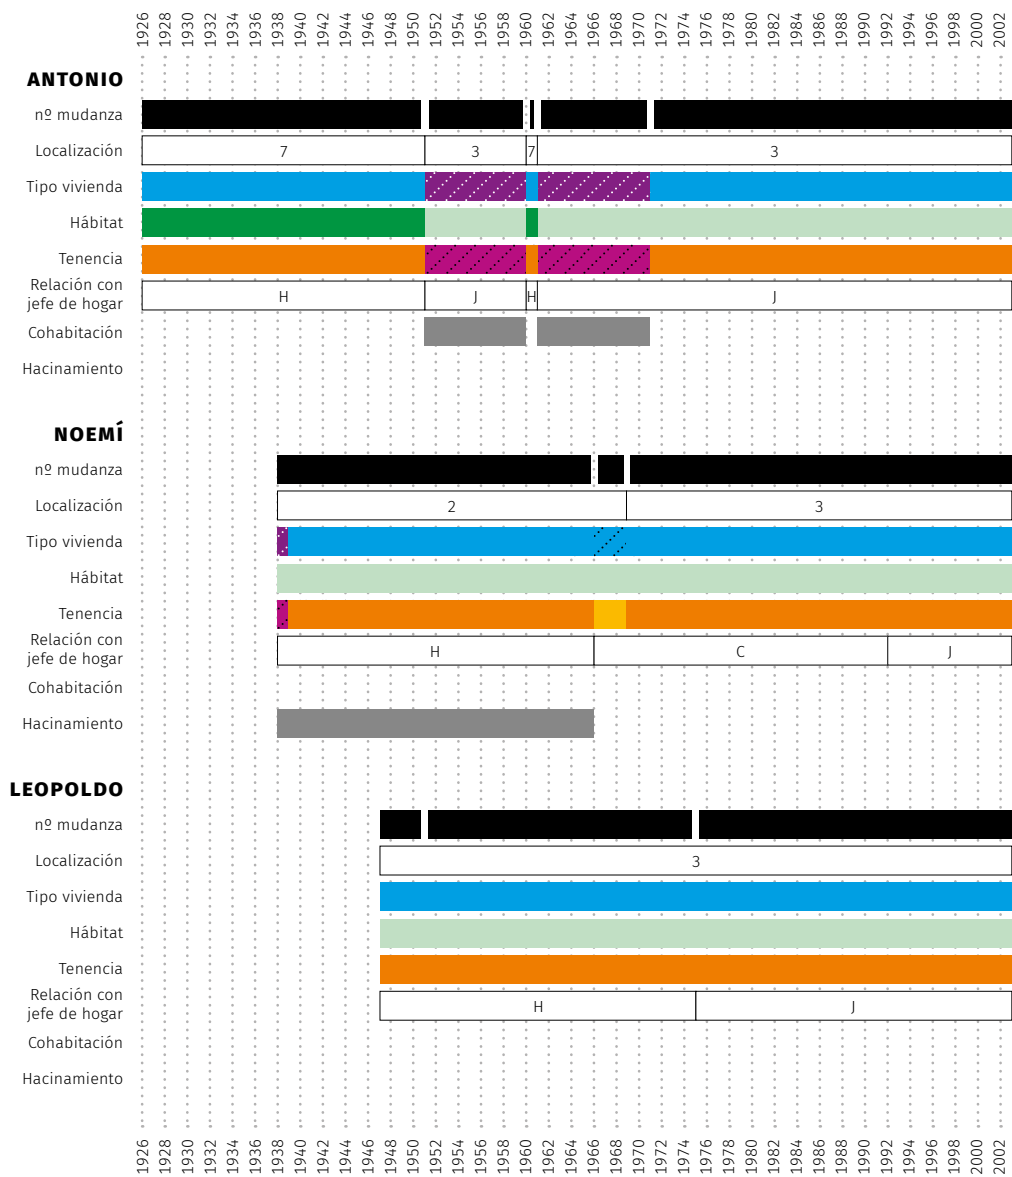 1926 1928 1930 1932 1934 1936 1938 1940 1942 1944 1946 1948 1950 1952 1954 1956 1958 1960 1962 1964 1966 1968 1970 1972 1974 1976 1978 1980 1982 1984 1986 1988 1990 1992 1994 1996 1998 2000 2002
ANTONIO
nº mudanza
Localización 7 3 7 3
Tipo vivienda
Hábitat
Tenencia
Relación con
jefe de hogar H J H J
Cohabitación
Hacinamiento
NOEMÍ
nº mudanza
Localización 2 3
Tipo vivienda
Hábitat
Tenencia
Relación con
jefe de hogar H C J
Cohabitación
Hacinamiento
LEOPOLDO
nº mudanza
Localización 3
Tipo vivienda
Hábitat
Tenencia
Relación con
jefe de hogar H J
Cohabitación
Hacinamiento
1926 1928 1930 1932 1934 1936 1938 1940 1942 1944 1946 1948 1950 1952 1954 1956 1958 1960 1962 1964 1966 1968 1970 1972 1974 1976 1978 1980 1982 1984 1986 1988 1990 1992 1994 1996 1998 2000 2002